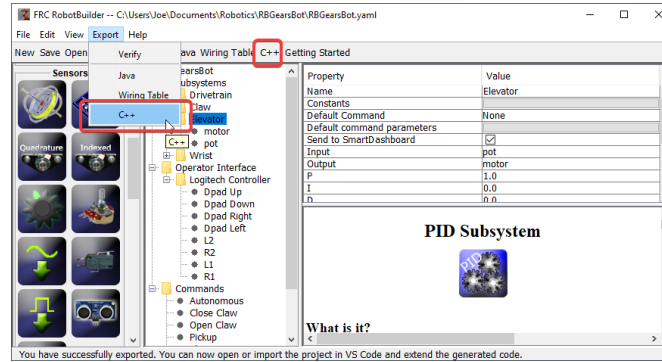 FRC RobotBuilder -- C:\Users\Joe\Documents\Robotics\RBGearsBot\RBGearsBot.yaml
File Edit View Export Help
New Save Open ava Wiring Table C++ Getting Started
Verify
Java
Wiring Table
C++
C++
Sensors
Quadrature
Indexed
earsBot
ubsystems
Drivetrain
Claw
Elevator
motor
pot
Wrist
Operator Interface
Logitech Controller
Dpad Up
Dpad Down
Dpad Right
Dpad Left
L2
R2
L1
R1
Commands
Autonomous
Close Claw
Open Claw
Pickup
Property Value
Name Elevator
Constants
Default Command None
Default command parameters
Send to SmartDashboard
Input pot
Output motor
P 1.0
I 0.0
D 0.0
PID Subsystem
PID
What is it?
You have successfully exported. You can now open or import the project in VS Code and extend the generated code.